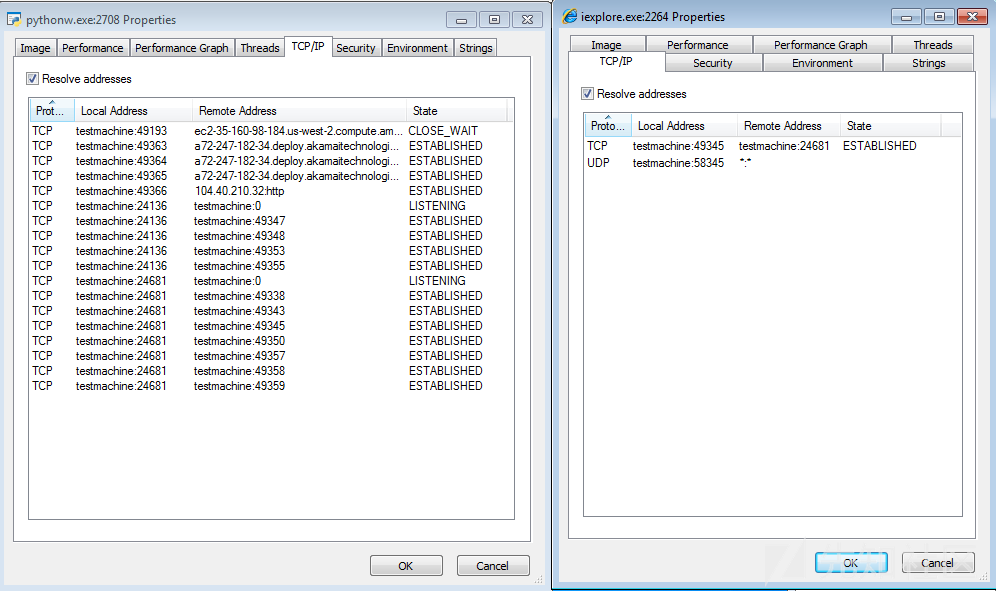 pythonw.exe:2708 Properties
Image Performance Performance Graph Threads TCP/IP Security Environment Strings
Resolve addresses
Prot... Local Address Remote Address State
TCP testmachine:49193 ec2-35-160-98-184.us-west-2.compute.am... CLOSE_WAIT
TCP testmachine:49363 a72-247-182-34.deploy.akamaitechnologi... ESTABLISHED
TCP testmachine:49364 a72-247-182-34.deploy.akamaitechnologi... ESTABLISHED
TCP testmachine:49365 a72-247-182-34.deploy.akamaitechnologi... ESTABLISHED
TCP testmachine:49366 104.40.210.32:http ESTABLISHED
TCP testmachine:24136 testmachine:0 LISTENING
TCP testmachine:24136 testmachine:49347 ESTABLISHED
TCP testmachine:24136 testmachine:49348 ESTABLISHED
TCP testmachine:24136 testmachine:49353 ESTABLISHED
TCP testmachine:24136 testmachine:49355 ESTABLISHED
TCP testmachine:24681 testmachine:0 LISTENING
TCP testmachine:24681 testmachine:49338 ESTABLISHED
TCP testmachine:24681 testmachine:49343 ESTABLISHED
TCP testmachine:24681 testmachine:49345 ESTABLISHED
TCP testmachine:24681 testmachine:49350 ESTABLISHED
TCP testmachine:24681 testmachine:49357 ESTABLISHED
TCP testmachine:24681 testmachine:49358 ESTABLISHED
TCP testmachine:24681 testmachine:49359 ESTABLISHED
OK Cancel
iexplore.exe:2264 Properties
Image Performance Performance Graph Threads
TCP/IP Security Environment Strings
Resolve addresses
Proto... Local Address Remote Address State
TCP testmachine:49345 testmachine:24681 ESTABLISHED
UDP testmachine:58345 *:*
OK Cancel